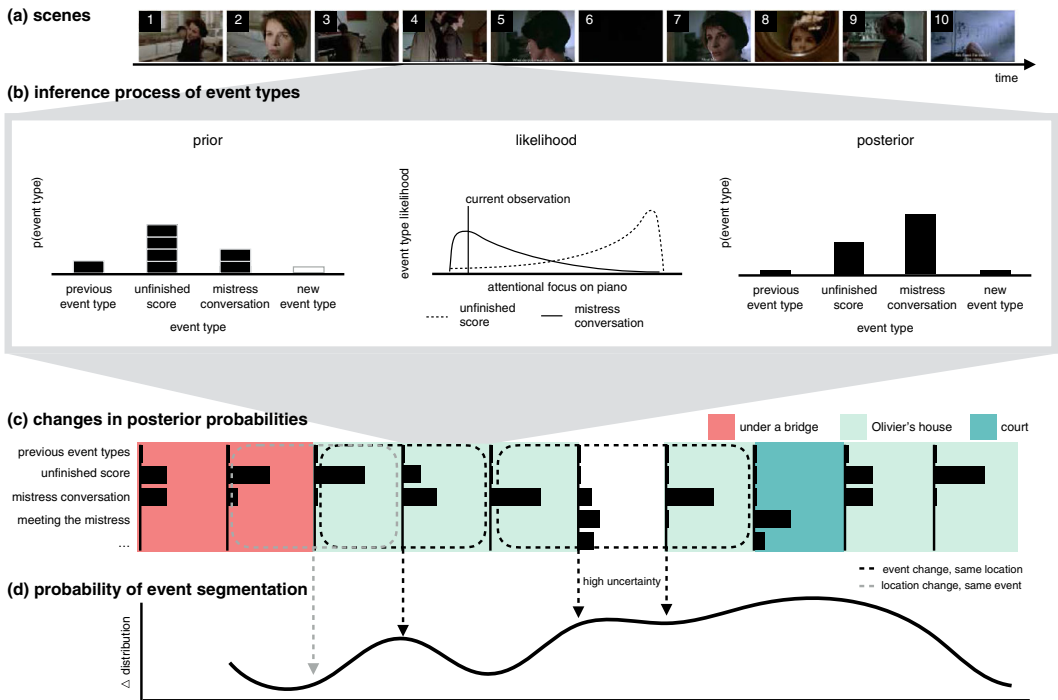 (a) scenes
1 2 3 4 5 6 7 8 9 10
time
(b) inference process of event types
prior
likelihood
posterior
p(event type)
previous
event type
unfinished
score
mistress
conversation
new
event type
event type
event type likelihood
current observation
attentional focus on piano
unfinished
score
mistress
conversation
p(event type)
previous
event type
unfinished
score
mistress
conversation
new
event type
event type
(c) changes in posterior probabilities
under a bridge
Olivier's house
court
previous event types
unfinished score
mistress conversation
meeting the mistress
...
high uncertainty
event change, same location
location change, same event
(d) probability of event segmentation
△ distribution